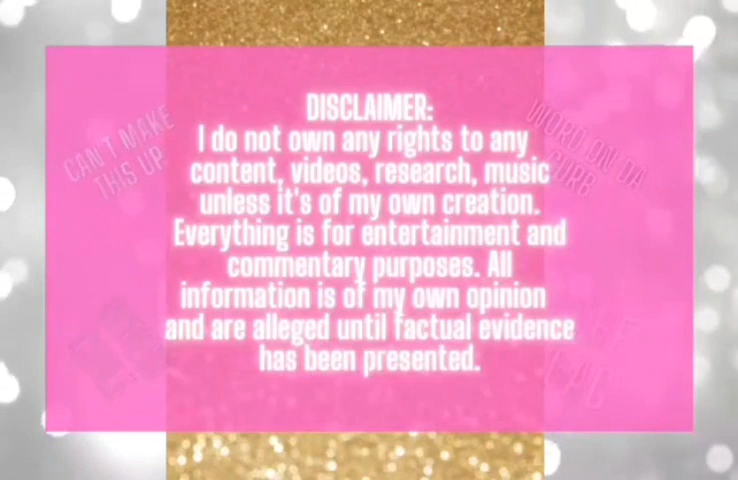 DISCLAIMER:
I do not own any rights to any
content, videos, research, music
unless it's of my own creation.
Everything is for entertainment and
commentary purposes. All
information is of my own opinion
and are alleged until factual evidence
has been presented.
CAN'T MAKE
THIS UP
WORD ON DA
CURB